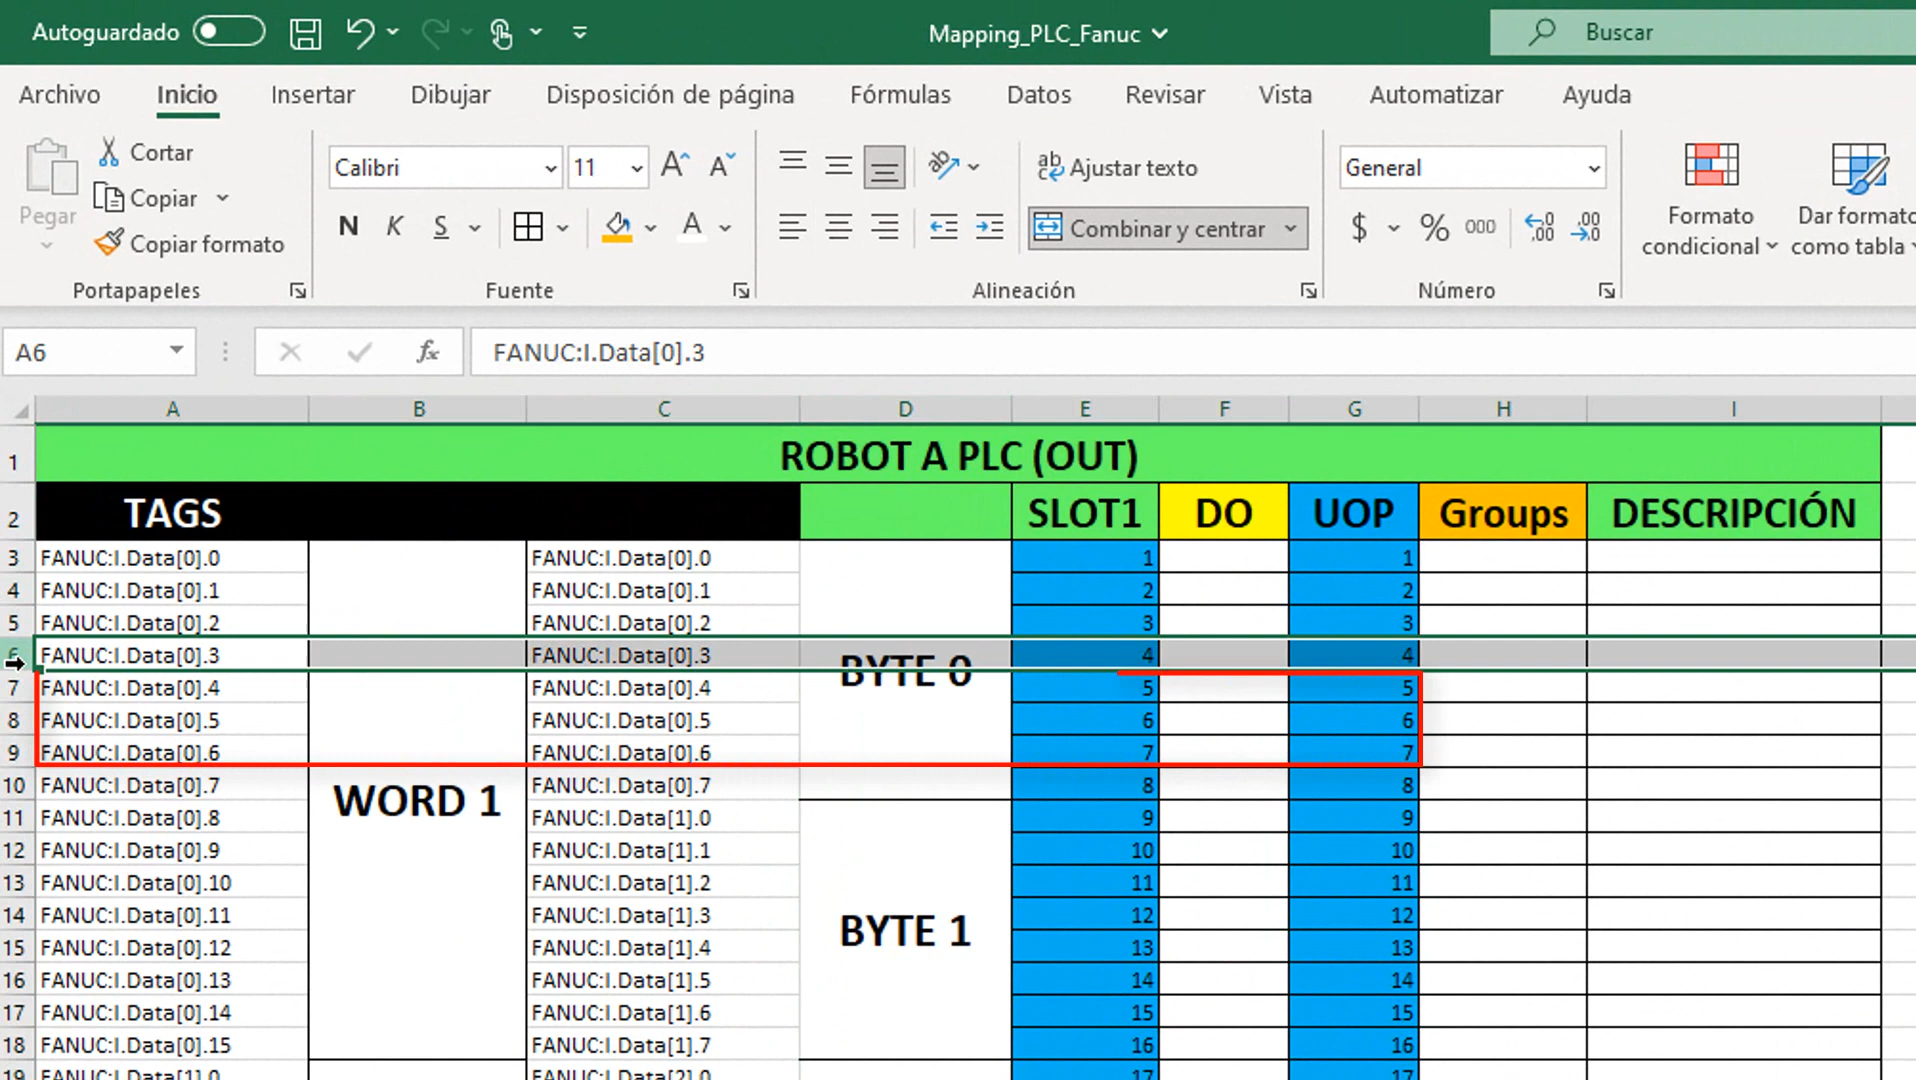 Autoguardado Mapping_PLC_Fanuc Buscar
Archivo Inicio Insertar Dibujar Disposición de página Fórmulas Datos Revisar Vista Automatizar Ayuda
Pegar
Cortar
Copiar
Copiar formato
Portapapeles
Calibri 11
N K S A
Fuente
Ajustar texto
Combinar y centrar
Alineación
General
$ % 000
Número
Formato condicional
Dar formato como tabla
A6 fx FANUC:I.Data[0].3
A B C D E F G H I
1 ROBOT A PLC (OUT)
2 TAGS SLOT1 DO UOP Groups DESCRIPCIÓN
3 FANUC:I.Data[0].0 FANUC:I.Data[0].0 1 1
4 FANUC:I.Data[0].1 FANUC:I.Data[0].1 2 2
5 FANUC:I.Data[0].2 FANUC:I.Data[0].2 3 3
6 FANUC:I.Data[0].3 FANUC:I.Data[0].3 BYTE 0 4 4
7 FANUC:I.Data[0].4 FANUC:I.Data[0].4 5 5
8 FANUC:I.Data[0].5 FANUC:I.Data[0].5 6 6
9 FANUC:I.Data[0].6 FANUC:I.Data[0].6 7 7
10 FANUC:I.Data[0].7 WORD 1 FANUC:I.Data[0].7 8 8
11 FANUC:I.Data[0].8 FANUC:I.Data[1].0 9 9
12 FANUC:I.Data[0].9 FANUC:I.Data[1].1 10 10
13 FANUC:I.Data[0].10 FANUC:I.Data[1].2 11 11
14 FANUC:I.Data[0].11 FANUC:I.Data[1].3 BYTE 1 12 12
15 FANUC:I.Data[0].12 FANUC:I.Data[1].4 13 13
16 FANUC:I.Data[0].13 FANUC:I.Data[1].5 14 14
17 FANUC:I.Data[0].14 FANUC:I.Data[1].6 15 15
18 FANUC:I.Data[0].15 FANUC:I.Data[1].7 16 16
19 FANUC:I.Data[1].0 FANUC:I.Data[2].0 17 17